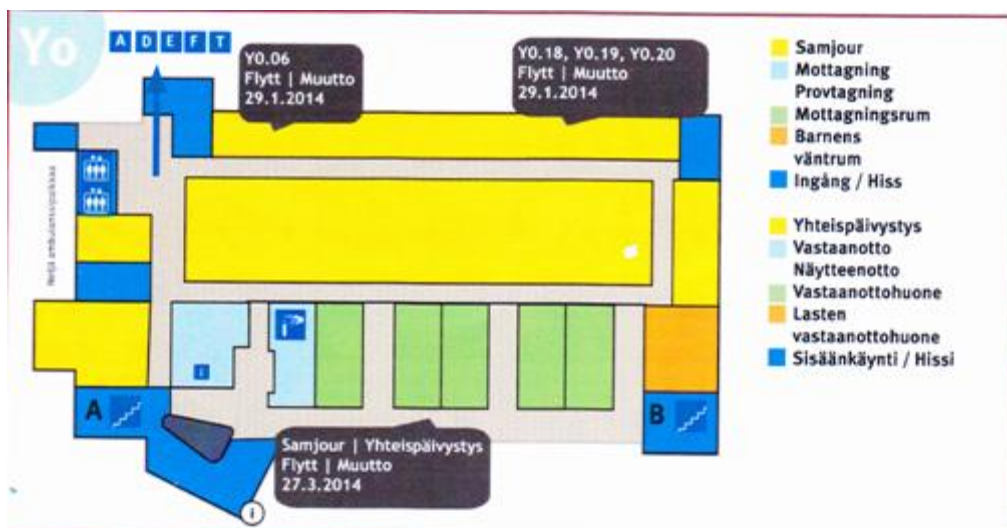 Yo
A D E F T
Y0.06
Flytt | Muutto
29.1.2014
Y0.18, Y0.19, Y0.20
Flytt | Muutto
29.1.2014
Neljä ambulanssipaikkaa
i
i
A
B
Samjour | Yhteispäivystys
Flytt | Muutto
27.3.2014
i
Samjour
Mottagning
Provtagning
Mottagningsrum
Barnens
väntrum
Ingång / Hiss
Yhteispäivystys
Vastaanotto
Näytteenotto
Vastaanottohuone
Lasten
vastaanottohuone
Sisäänkäynti / Hissi